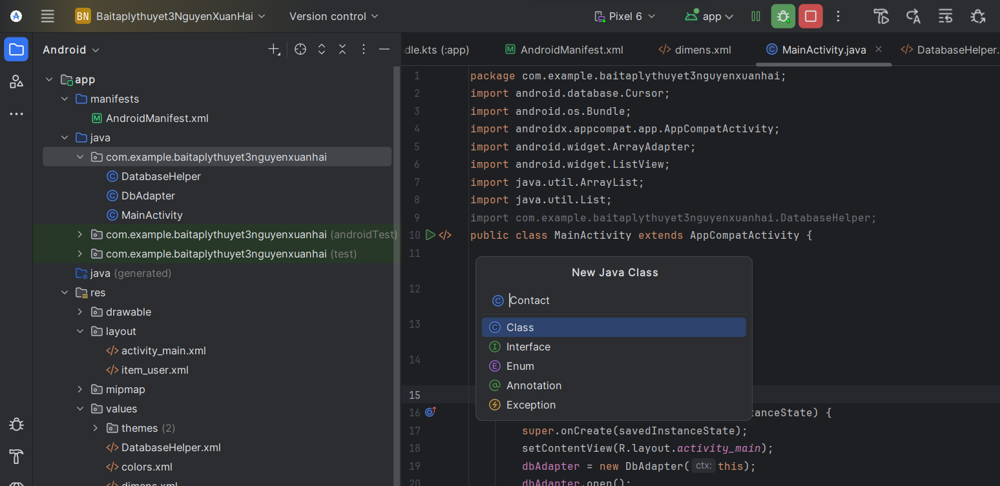 BN Baitaplythuyet 3NguyenXuanHai Version control Pixel 6 app
Android
app
manifests
AndroidManifest.xml
java
com.example.baitaplythuyet3nguyenxuanhai
DatabaseHelper
DbAdapter
MainActivity
com.example.baitaplythuyet3nguyenxuanhai (androidTest)
com.example.baitaplythuyet3nguyenxuanhai (test)
java (generated)
res
drawable
layout
activity_main.xml
item_user.xml
mipmap
values
themes (2)
DatabaseHelper.xml
colors.xml
dimens.xml
dle.kts (:app) AndroidManifest.xml dimens.xml MainActivity.java DatabaseHelper.
1 package com.example.baitaplythuyet3nguyenxuanhai;
2 import android.database.Cursor;
3 import android.os.Bundle;
4 import androidx.appcompat.app.AppCompatActivity;
5 import android.widget.ArrayAdapter;
6 import android.widget.ListView;
7 import java.util.ArrayList;
8 import java.util.List;
9 import com.example.baitaplythuyet3nguyenxuanhai.DatabaseHelper;
10 public class MainActivity extends AppCompatActivity {
11
12
13
14
15
New Java Class
Contact
Class
Interface
Enum
Annotation
Exception
16 tanceState) {
17 super.onCreate(savedInstanceState);
18 setContentView(R.layout.activity_main);
19 dbAdapter = new DbAdapter( ctx: this);
20 dbAdapter.open();